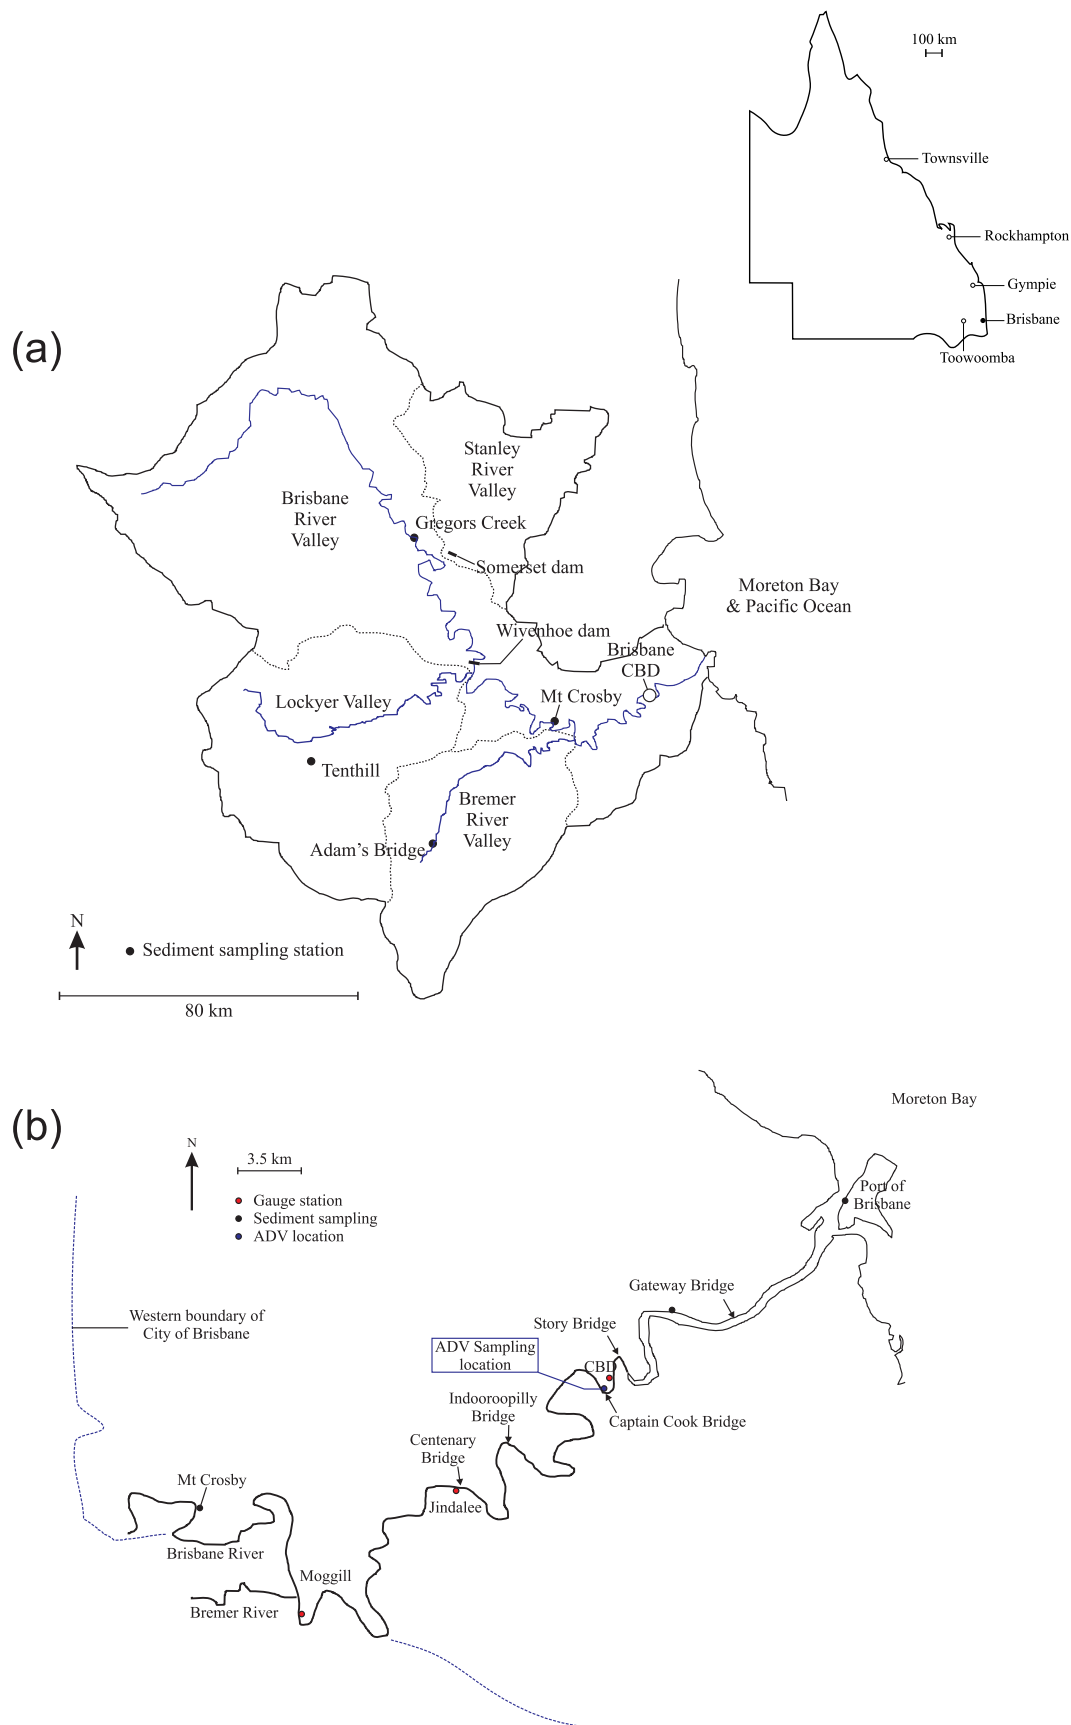 100 km
Townsville
Rockhampton
Gympie
Brisbane
Toowoomba
(a)
Stanley
River
Valley
Brisbane
River
Valley
Gregors Creek
Somerset dam
Moreton Bay
& Pacific Ocean
Wivenhoe dam
Brisbane
CBD
Lockyer Valley
Mt Crosby
Tenthill
Bremer
River
Valley
Adam's Bridge
N
Sediment sampling station
80 km
(b)
Moreton Bay
N
3.5 km
Gauge station
Sediment sampling
ADV location
Port of
Brisbane
Gateway Bridge
Western boundary of
City of Brisbane
Story Bridge
ADV Sampling
location
CBD
Indooroopilly
Bridge
Captain Cook Bridge
Centenary
Bridge
Mt Crosby
Jindalee
Brisbane River
Moggill
Bremer River